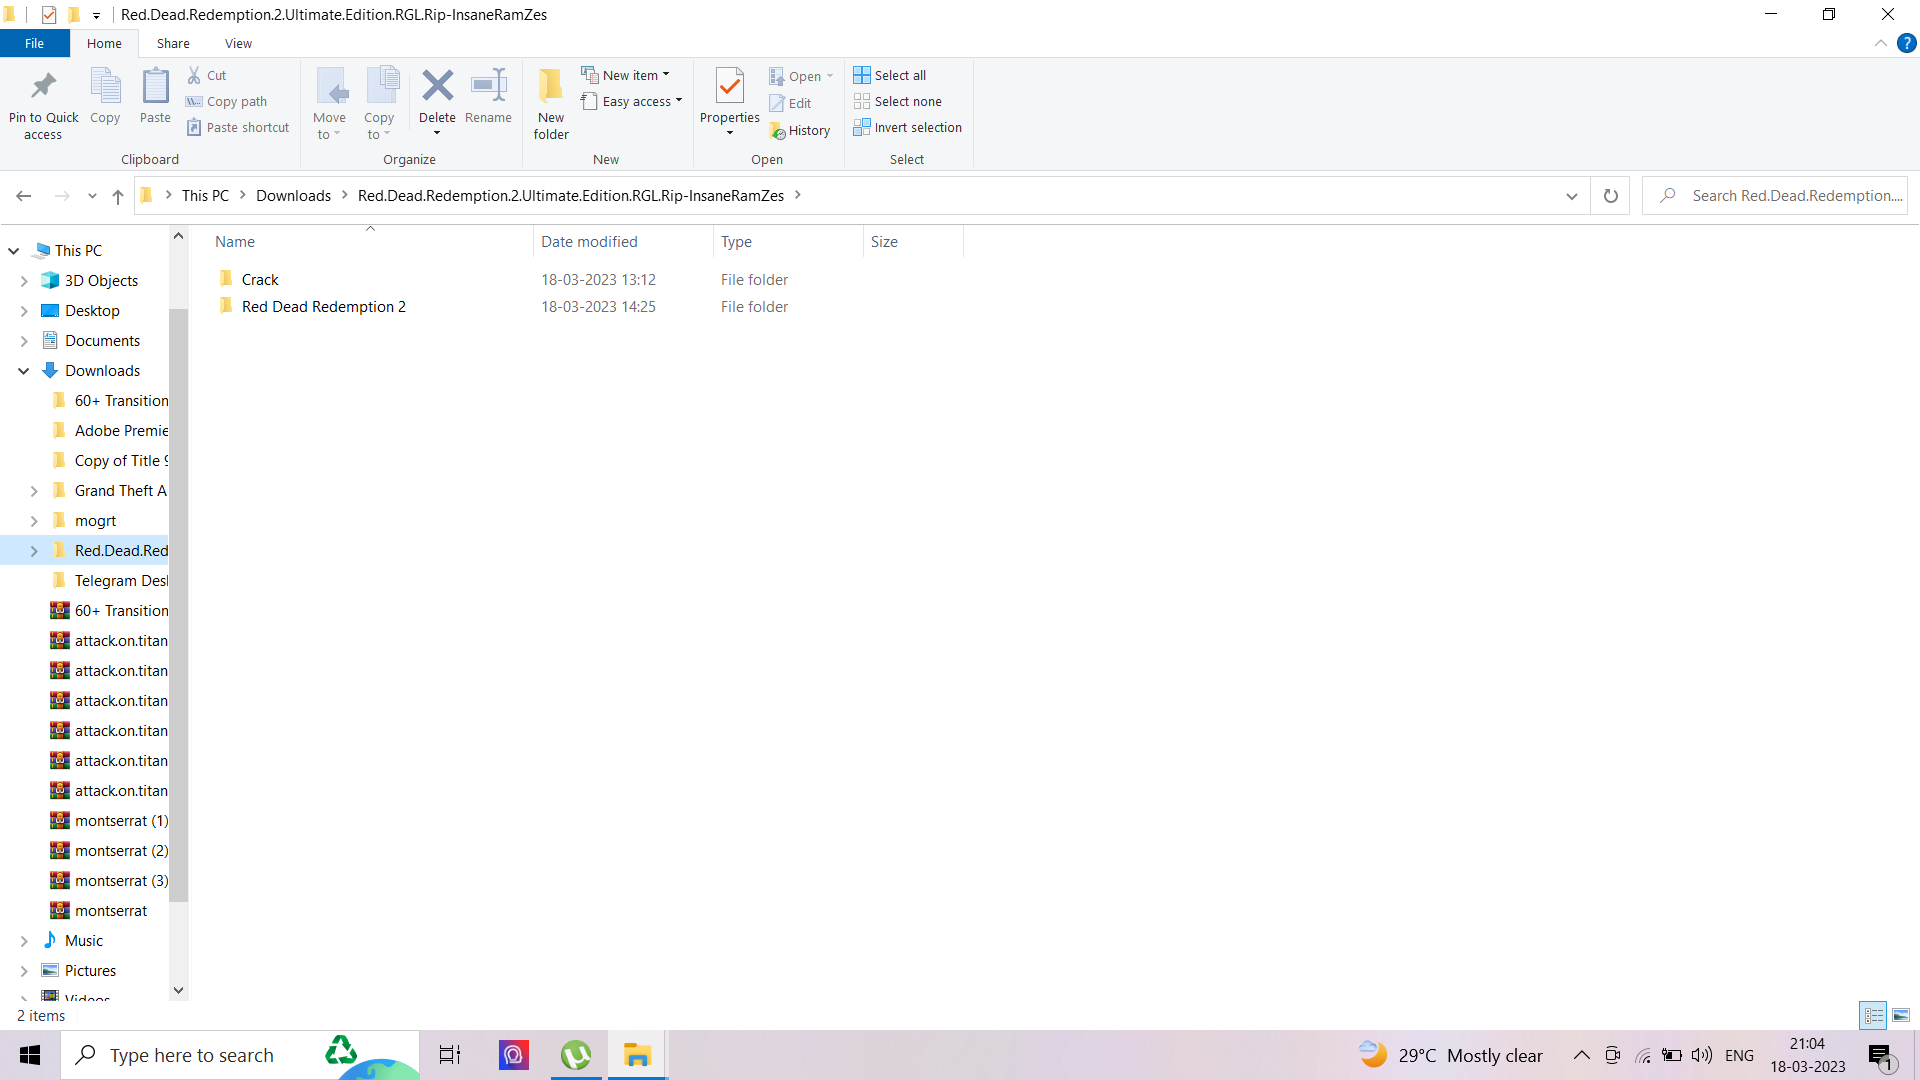 Red.Dead.Redemption.2.Ultimate.Edition.RGL.Rip-InsaneRamZes
File
Home
Share
View
?
Pin to Quick access
Copy
Paste
Cut
Copy path
Paste shortcut
Clipboard
Move to
Copy to
Delete
Rename
Organize
New folder
New item
Easy access
New
Properties
Open
Edit
History
Open
Select all
Select none
Invert selection
Select
This PC > Downloads > Red.Dead.Redemption.2.Ultimate.Edition.RGL.Rip-InsaneRamZes >
Search Red.Dead.Redemption....
Name Date modified Type Size
Crack 18-03-2023 13:12 File folder
Red Dead Redemption 2 18-03-2023 14:25 File folder
This PC
3D Objects
Desktop
Documents
Downloads
60+ Transition
Adobe Premie
Copy of Title 9
Grand Theft A
mogrt
Red.Dead.Red
Telegram Desl
60+ Transition
attack.on.titan
attack.on.titan
attack.on.titan
attack.on.titan
attack.on.titan
attack.on.titan
montserrat (1)
montserrat (2)
montserrat (3)
montserrat
Music
Pictures
Videos
2 items
Type here to search
29°C Mostly clear
ENG
21:04
18-03-2023
1